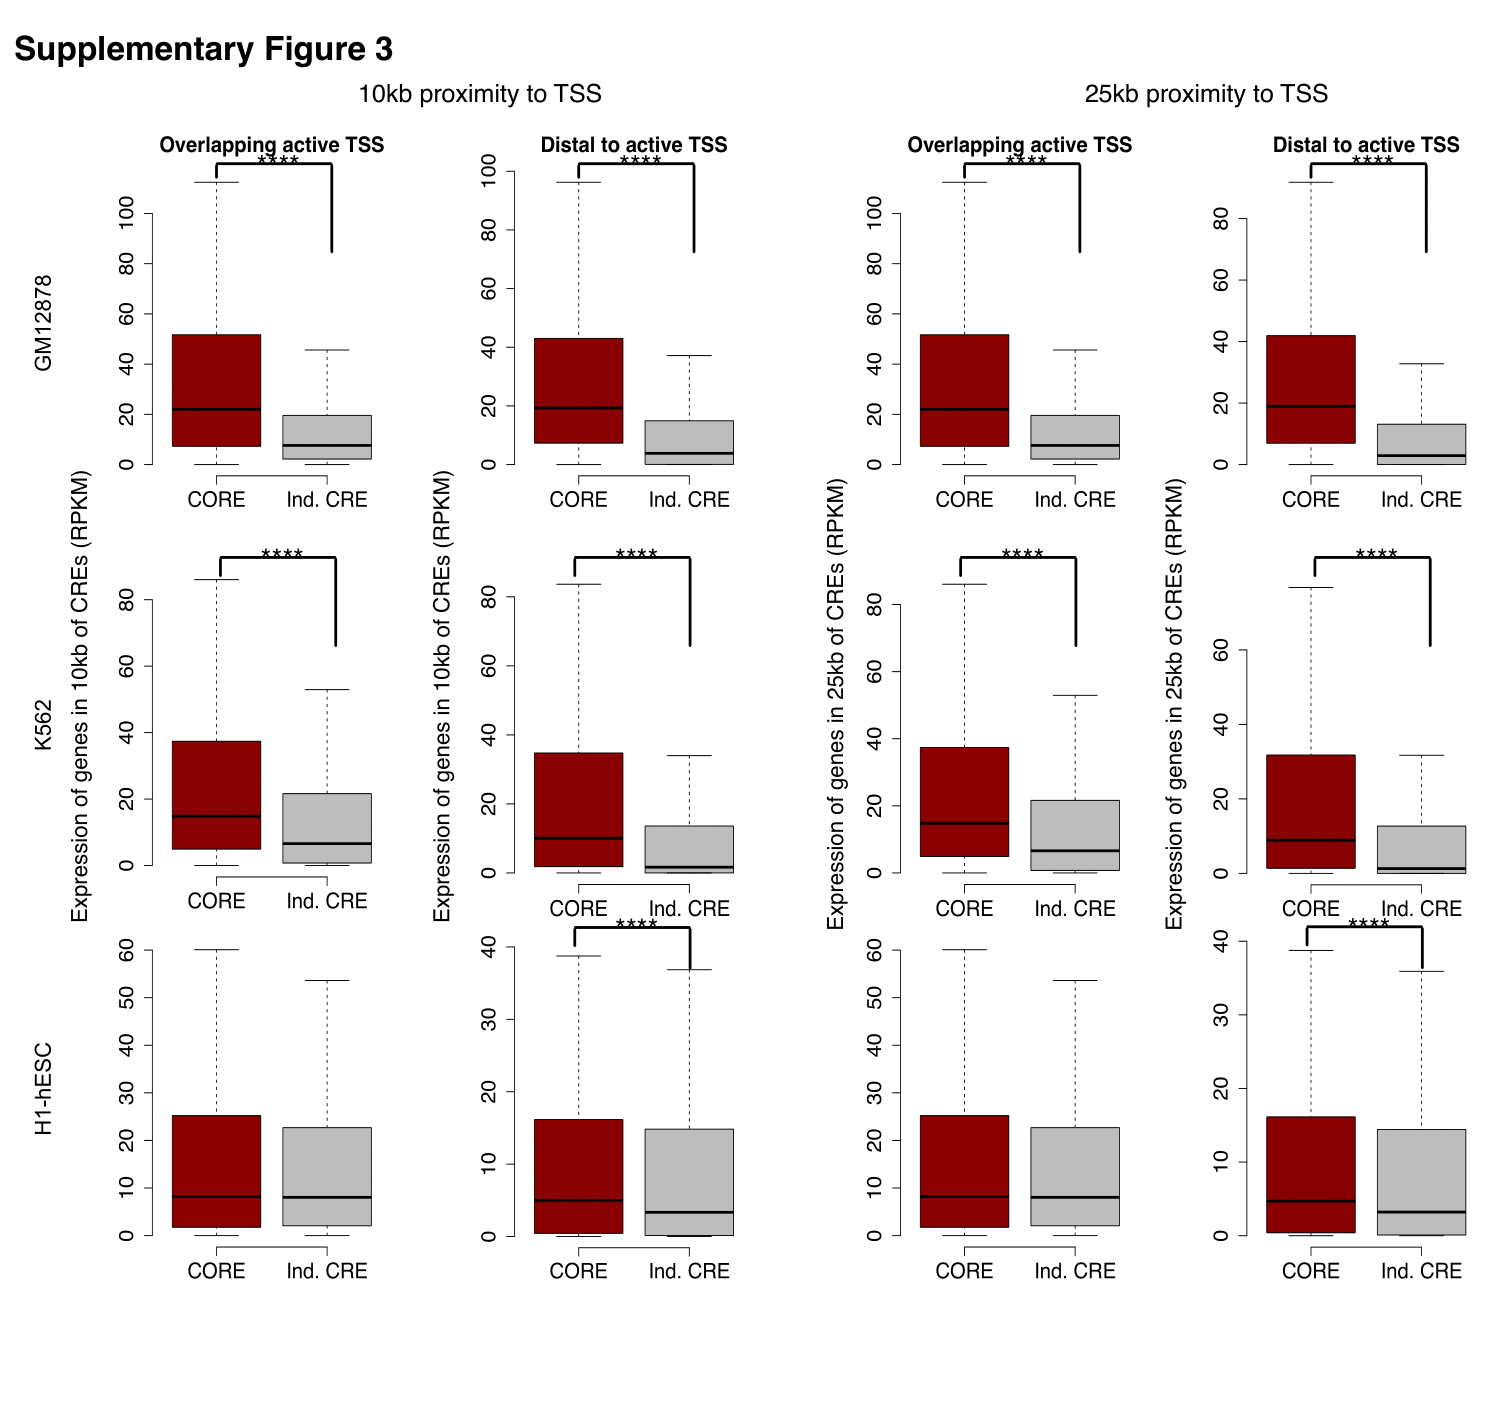 Supplementary Figure 3
10kb proximity to TSS
25kb proximity to TSS
Overlapping active TSS
Distal to active TSS
Overlapping active TSS
Distal to active TSS
GM12878
****
0 20 40 60 80 100
CORE Ind. CRE
****
0 20 40 60 80 100
CORE Ind. CRE
****
0 20 40 60 80 100
CORE Ind. CRE
****
0 20 40 60 80
CORE Ind. CRE
Expression of genes in 10kb of CREs (RPKM)
Expression of genes in 10kb of CREs (RPKM)
Expression of genes in 25kb of CREs (RPKM)
Expression of genes in 25kb of CREs (RPKM)
K562
****
0 20 40 60 80
CORE Ind. CRE
****
0 20 40 60 80
CORE Ind. CRE
****
0 20 40 60 80
CORE Ind. CRE
****
0 20 40 60
CORE Ind. CRE
H1-hESC
0 10 20 30 40 50 60
CORE Ind. CRE
****
0 10 20 30 40
CORE Ind. CRE
0 10 20 30 40 50 60
CORE Ind. CRE
****
0 10 20 30 40
CORE Ind. CRE